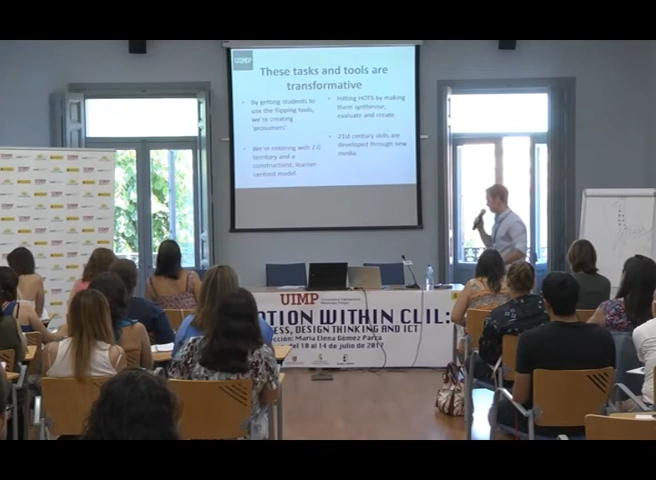 These tasks and tools are
transformative
• By getting students to
use the flipping tools,
we're creating
'prosumers'
• We're entering with 2.0
territory and a
constructivist, learner-
centred model.
• Hitting HOTS by making
them synthesise,
evaluate and create
• 21st century skills are
developed through new
media.
UIMP
TION WITHIN CLIL:
ESS, DESIGN THINKING AND ICT
cción: María Elena Gómez Parra
del 10 al 14 de julio de 2017